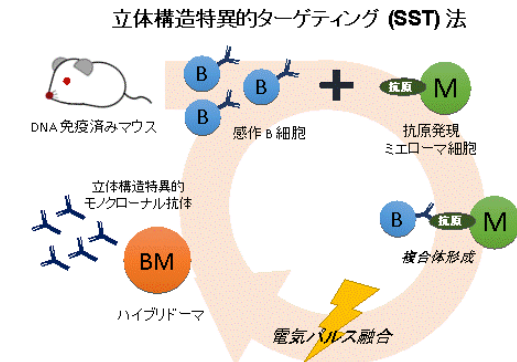 立体構造特異的ターゲティング (SST) 法
B
B
B
抗原
M
DNA 免疫済みマウス
感作 B 細胞
抗原発現
ミエローマ細胞
立体構造特異的
モノクローナル抗体
B
抗原
M
複合体形成
BM
ハイブリドーマ
電気パルス融合